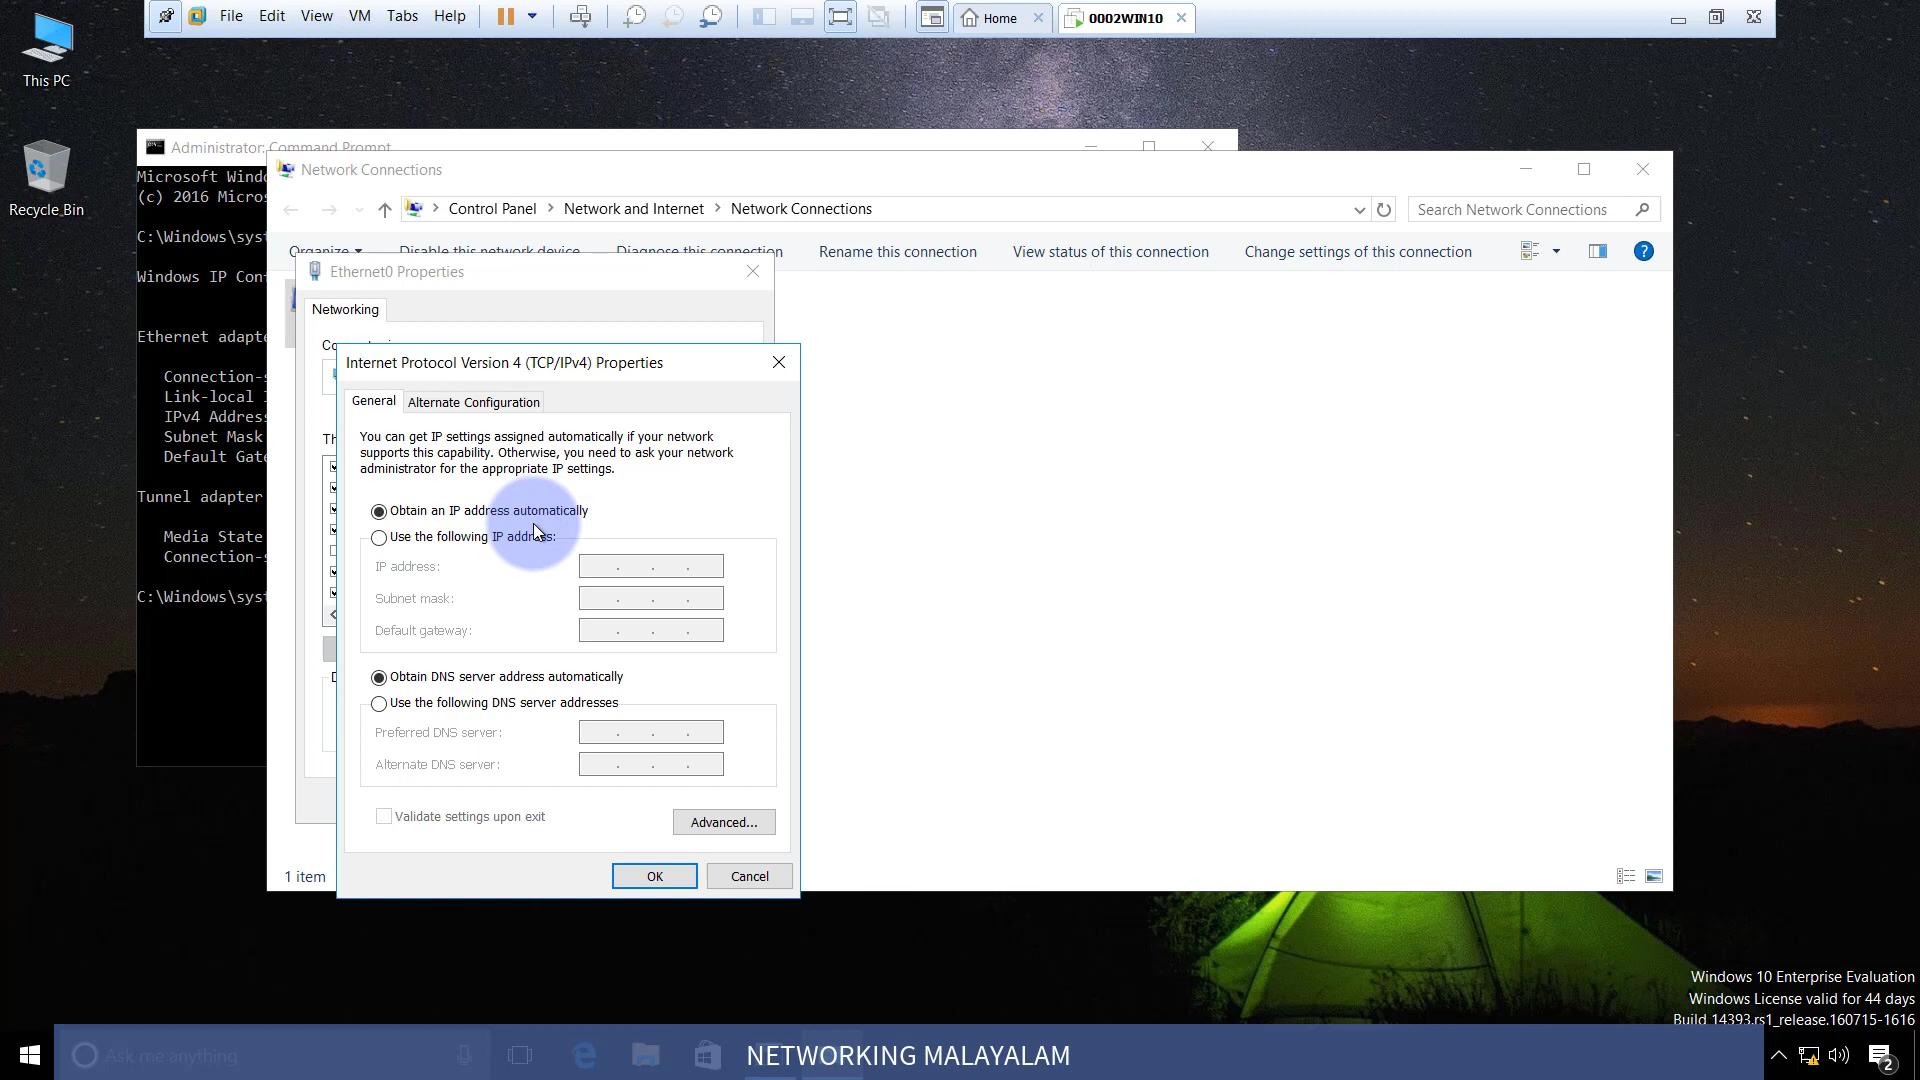 File Edit View VM Tabs Help
Home
0002WIN10
This PC
Recycle Bin
Administrator: Command Prompt
Microsoft Wind
(c) 2016 Micros
C:\Windows\syst
Windows IP Con
Ethernet adapte
Connection-s
Link-local I
IPv4 Address
Subnet Mask
Default Gate
Tunnel adapter
Media State
Connection-s
C:\Windows\syst
Network Connections
Control Panel > Network and Internet > Network Connections
Search Network Connections
Organize Disable this network device Diagnose this connection Rename this connection View status of this connection Change settings of this connection
Ethernet0 Properties
Networking
Internet Protocol Version 4 (TCP/IPv4) Properties
General
Alternate Configuration
You can get IP settings assigned automatically if your network
supports this capability. Otherwise, you need to ask your network
administrator for the appropriate IP settings.
Obtain an IP address automatically
Use the following IP address:
IP address:
Subnet mask:
Default gateway:
Obtain DNS server address automatically
Use the following DNS server addresses
Preferred DNS server:
Alternate DNS server:
Validate settings upon exit
Advanced...
OK
Cancel
1 item
Windows 10 Enterprise Evaluation
Windows License valid for 44 days
Build 14393.rs1_release.160715-1616
Ask me anything
NETWORKING MALAYALAM
2